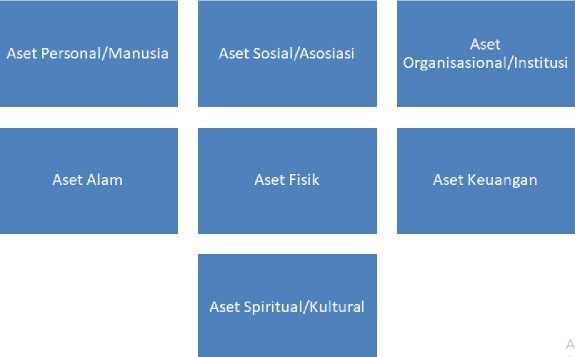 Aset Personal/Manusia
Aset Sosial/Asosiasi
Aset
Organisasional/Institusi
Aset Alam
Aset Fisik
Aset Keuangan
Aset Spiritual/Kultural
A